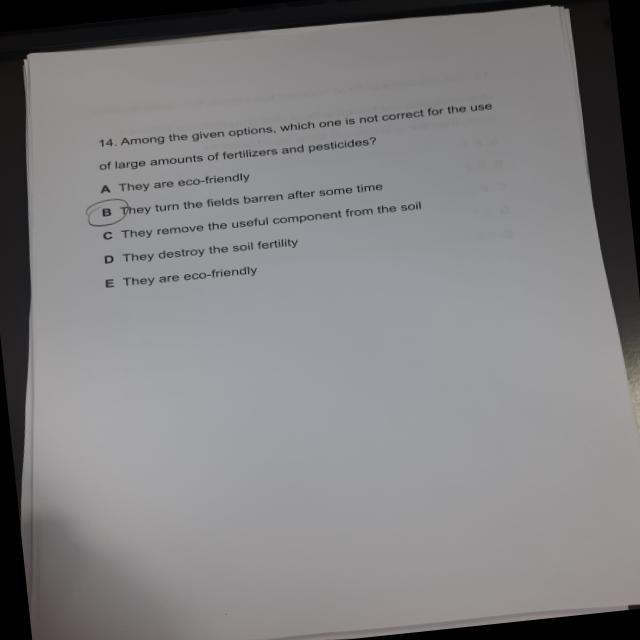 14. Among the given options, which one is not correct for the use
of large amounts of fertilizers and pesticides?
A They are eco-friendly
B They turn the fields barren after some time
C They remove the useful component from the soil
D They destroy the soil fertility
E They are eco-friendly